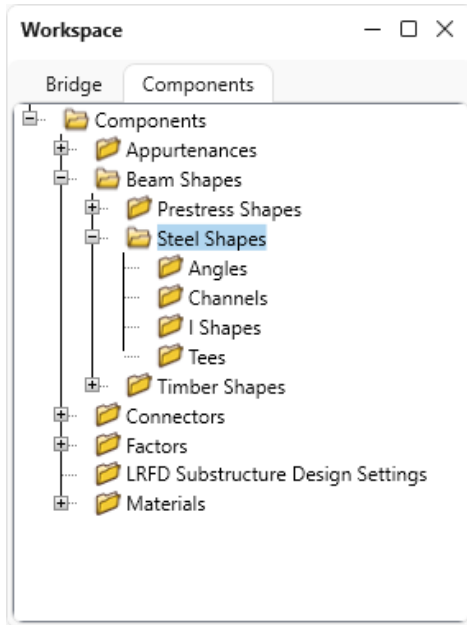 Workspace
Bridge Components
Components
Appurtenances
Beam Shapes
Prestress Shapes
Steel Shapes
Angles
Channels
I Shapes
Tees
Timber Shapes
Connectors
Factors
LRFD Substructure Design Settings
Materials